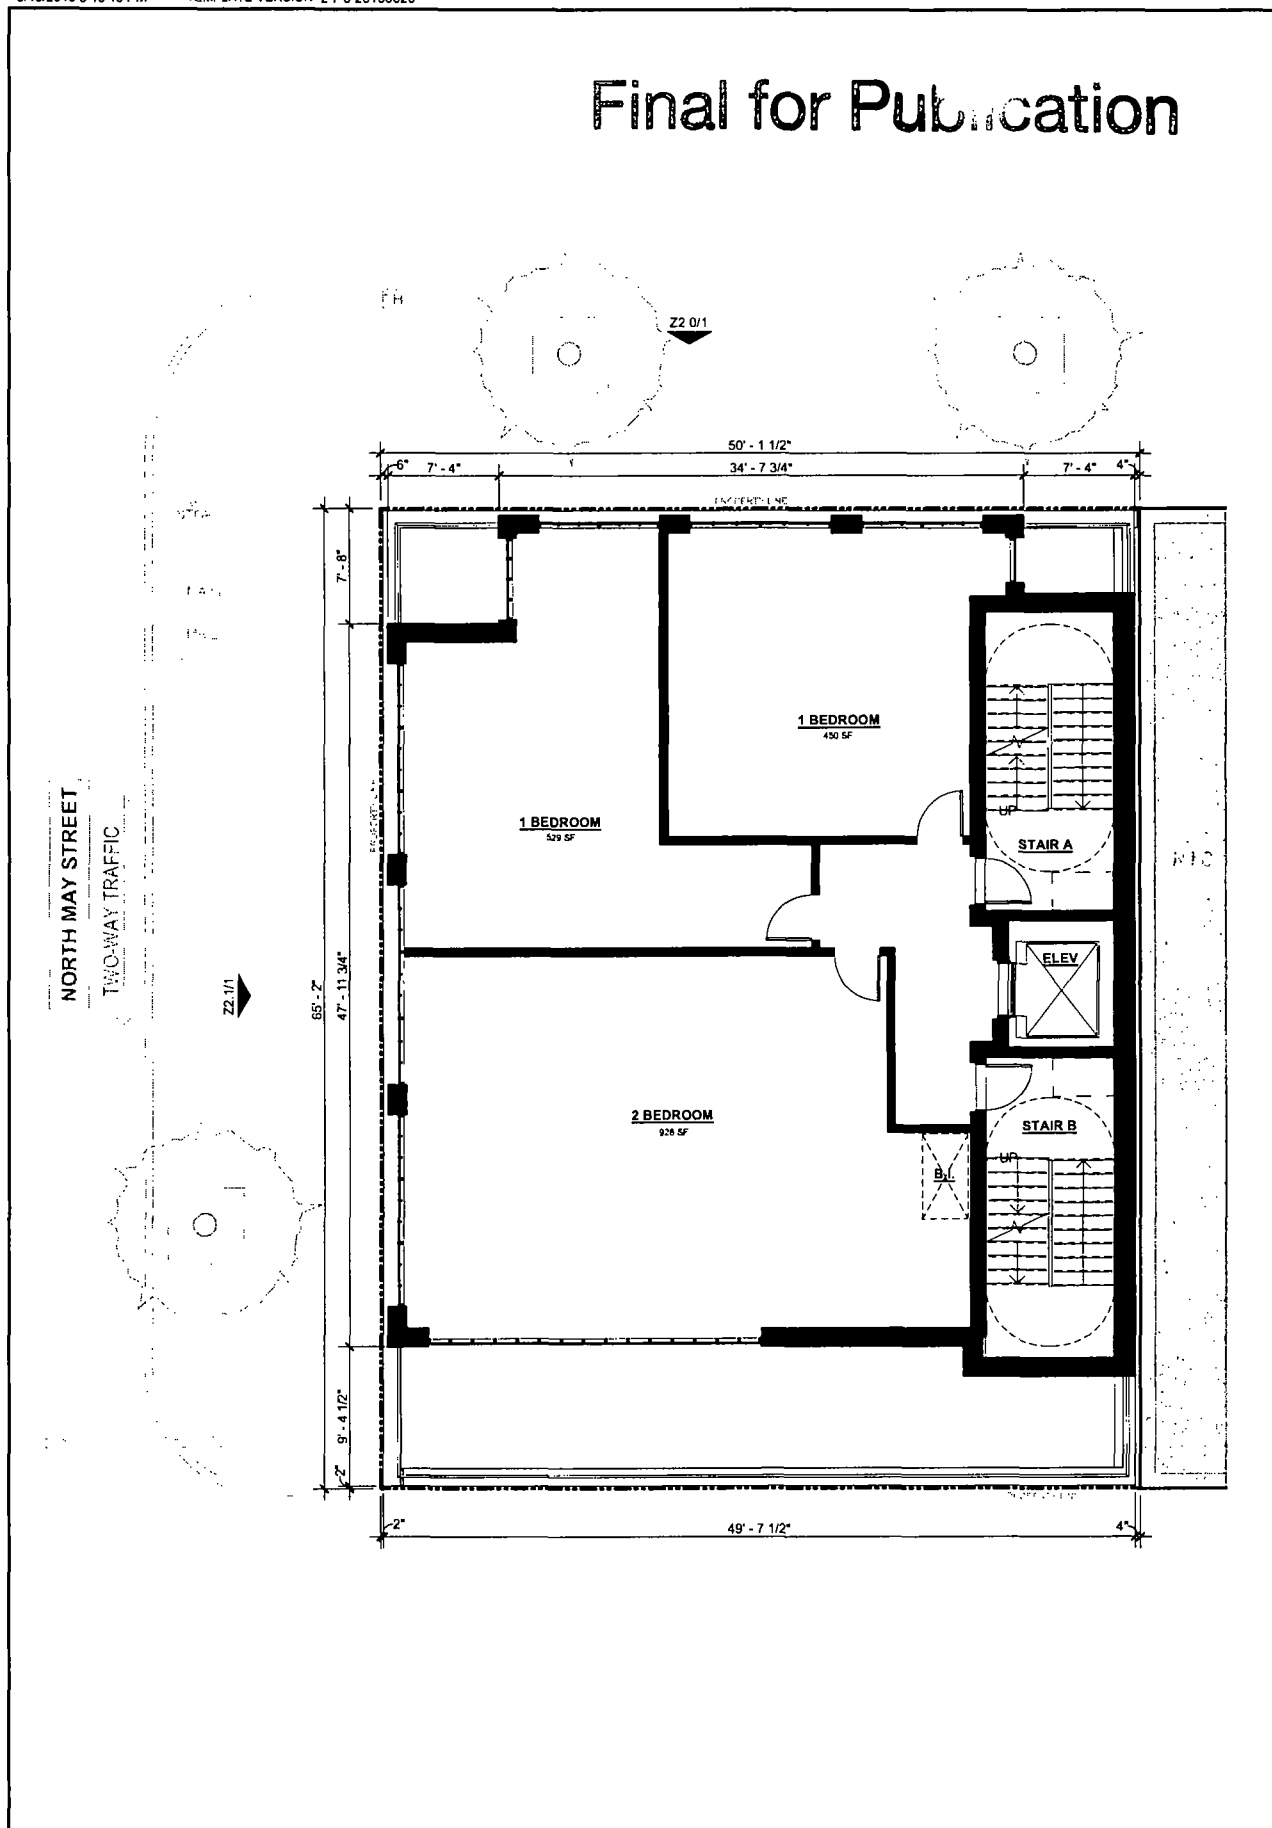 Final for Publication
Z2 0/1
50' - 1 1/2"
6"
7' - 4"
34' - 7 3/4"
7' - 4"
4"
7' - 8"
1 BEDROOM
450 SF
UP
STAIR A
1 BEDROOM
529 SF
NORTH MAY STREET
TWO-WAY TRAFFIC
ELEV
Z2.1/1
65' - 2"
47' - 11 3/4"
2 BEDROOM
928 SF
STAIR B
UP
B.I.
9' - 4 1/2"
2"
2"
49' - 7 1/2"
4"